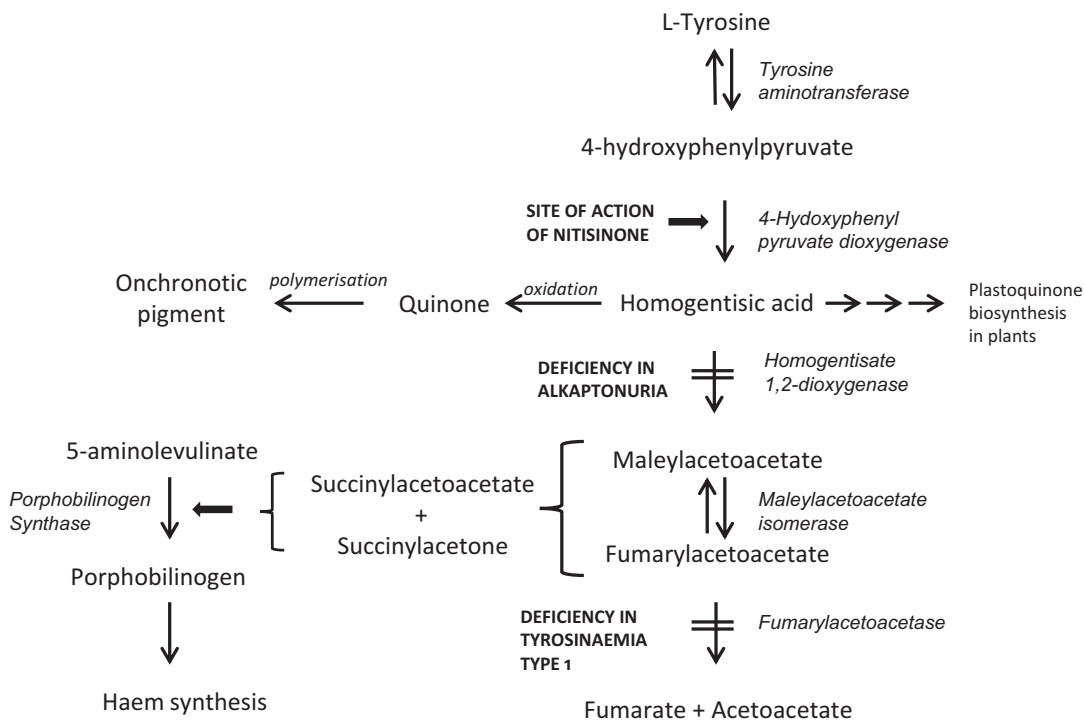 L-Tyrosine
Tyrosine
aminotransferase
4-hydroxyphenylpyruvate
SITE OF ACTION
OF NITISINONE
4-Hydoxyphenyl
pyruvate dioxygenase
Onchronotic
pigment
polymerisation
Quinone
oxidation
Homogentisic acid
Plastoquinone
biosynthesis
in plants
DEFICIENCY IN
ALKAPTONURIA
Homogentisate
1,2-dioxygenase
5-aminolevulinate
Porphobilinogen
Synthase
Porphobilinogen
Haem synthesis
Succinylacetoacetate
+
Succinylacetone
Maleylacetoacetate
Maleylacetoacetate
isomerase
Fumarylacetoacetate
DEFICIENCY IN
TYROSINAEMIA
TYPE 1
Fumarylacetoacetase
Fumarate + Acetoacetate